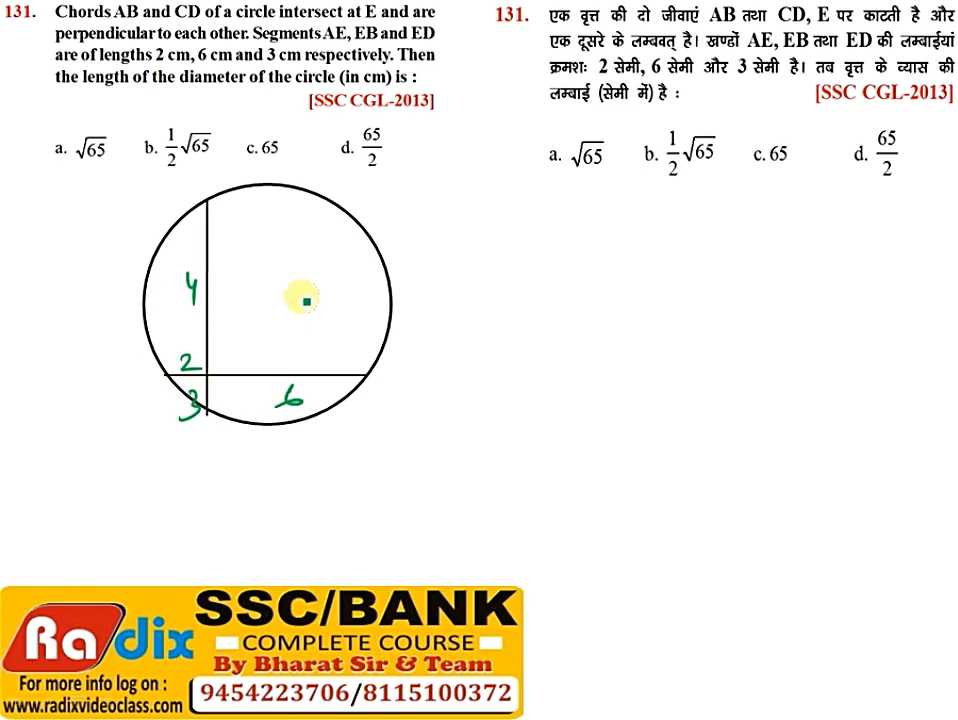 131. Chords AB and CD of a circle intersect at E and are
perpendicular to each other. Segments AE, EB and ED
are of lengths 2 cm, 6 cm and 3 cm respectively. Then
the length of the diameter of the circle (in cm) is :
[SSC CGL-2013]
a. √65 b. 1/2 √65 c. 65 d. 65/2
4
2
3 6
131. एक वृत्त की दो जीवाएं AB तथा CD, E पर काटती है और
एक दूसरे के लम्बवत् है। खण्डों AE, EB तथा ED की लम्बाईयां
क्रमशः 2 सेमी, 6 सेमी और 3 सेमी है। तब वृत्त के व्यास की
लम्बाई (सेमी में) है :
[SSC CGL-2013]
a. √65 b. 1/2 √65 c. 65 d. 65/2
Radix
For more info log on :
www.radixvideoclass.com
SSC/BANK
COMPLETE COURSE
By Bharat Sir & Team
9454223706/8115100372